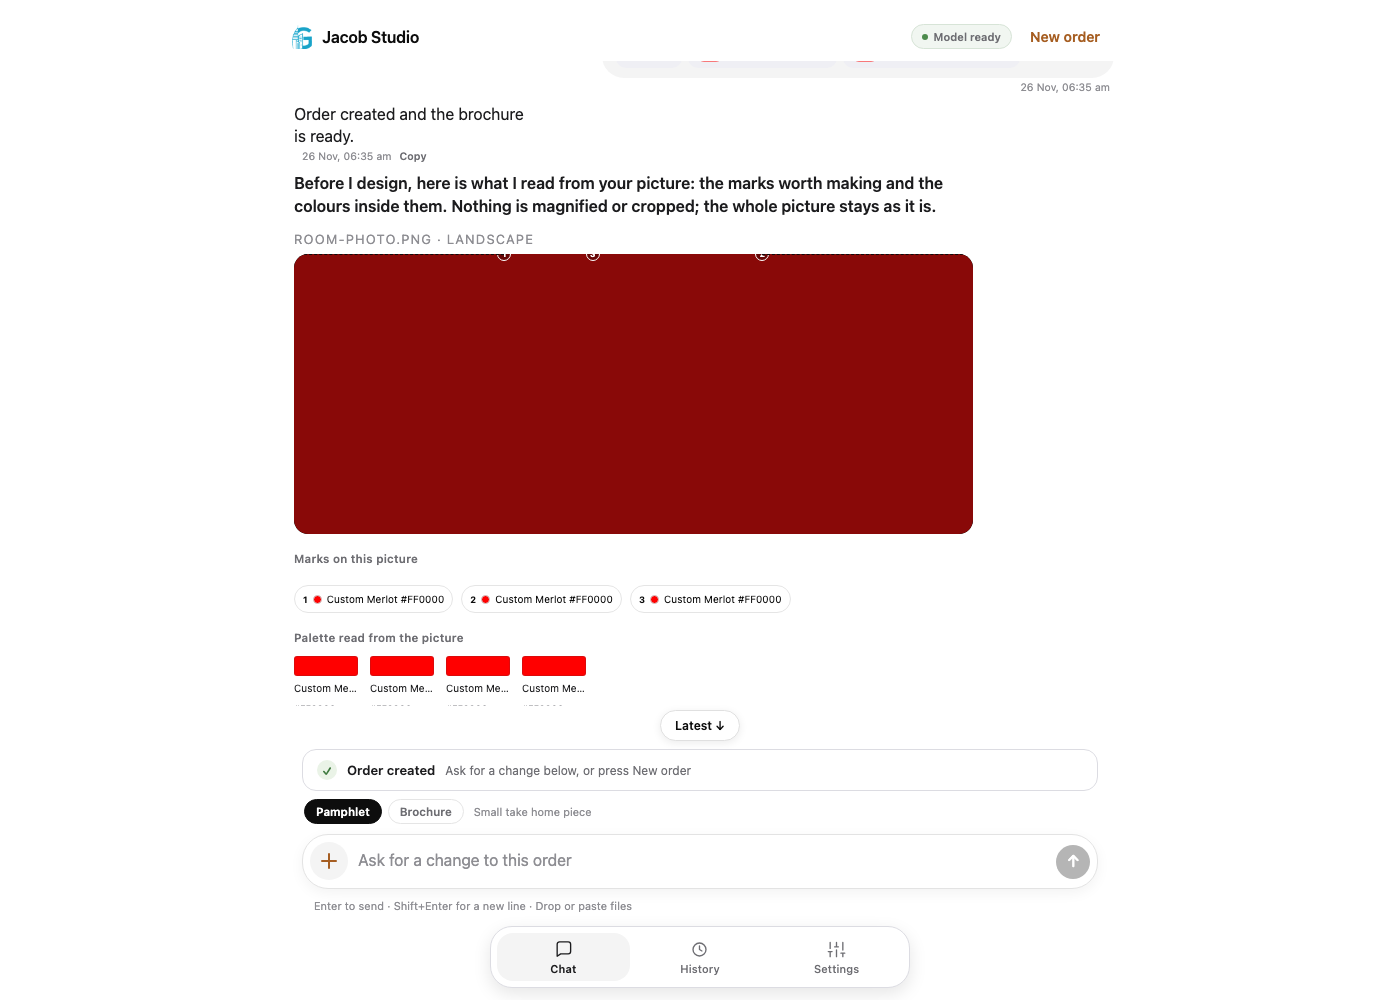 Jacob Studio
Model ready
New order
26 Nov, 06:35 am
Order created and the brochure
is ready.
26 Nov, 06:35 am Copy
Before I design, here is what I read from your picture: the marks worth making and the
colours inside them. Nothing is magnified or cropped; the whole picture stays as it is.
ROOM-PHOTO.PNG · LANDSCAPE
Marks on this picture
1 Custom Merlot #FF0000
2 Custom Merlot #FF0000
3 Custom Merlot #FF0000
Palette read from the picture
Custom Me... Custom Me... Custom Me... Custom Me...
Latest ↓
Order created Ask for a change below, or press New order
Pamphlet Brochure Small take home piece
Ask for a change to this order
Enter to send · Shift+Enter for a new line · Drop or paste files
Chat History Settings